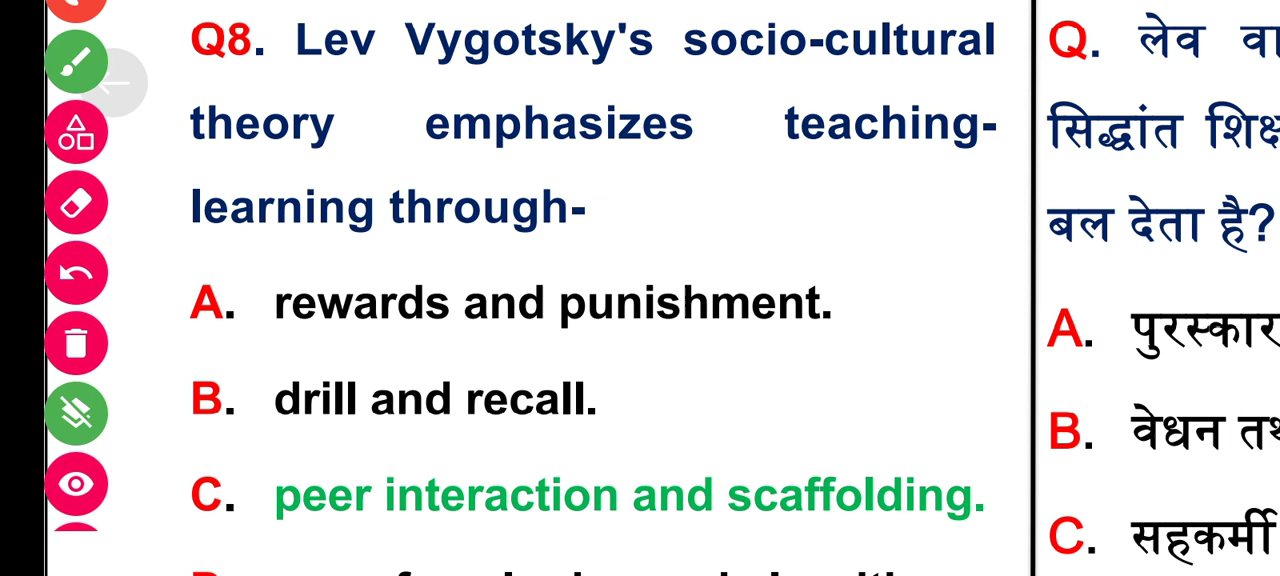 Q8. Lev Vygotsky's socio-cultural
theory emphasizes teaching-
learning through-
A. rewards and punishment.
B. drill and recall.
C. peer interaction and scaffolding.
Q. लेव
सिद्धांत
बल देता है?
A. पुरस्कार
B. वेधन
C. सहकर्मी